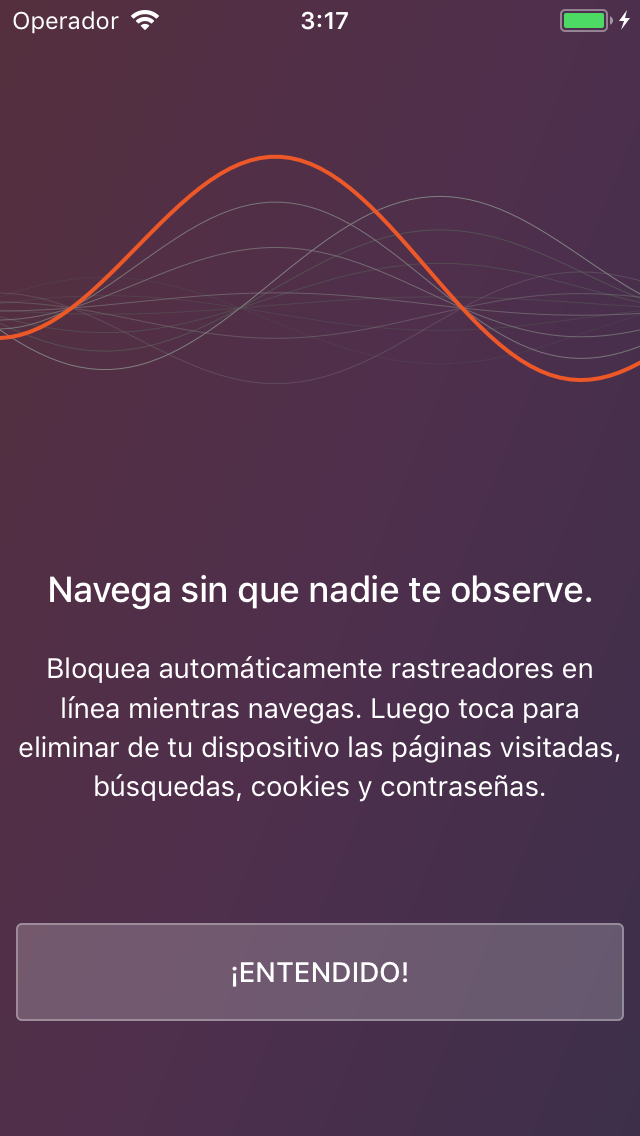 Operador 3:17
Navega sin que nadie te observe.
Bloquea automáticamente rastreadores en
línea mientras navegas. Luego toca para
eliminar de tu dispositivo las páginas visitadas,
búsquedas, cookies y contraseñas.
¡ENTENDIDO!